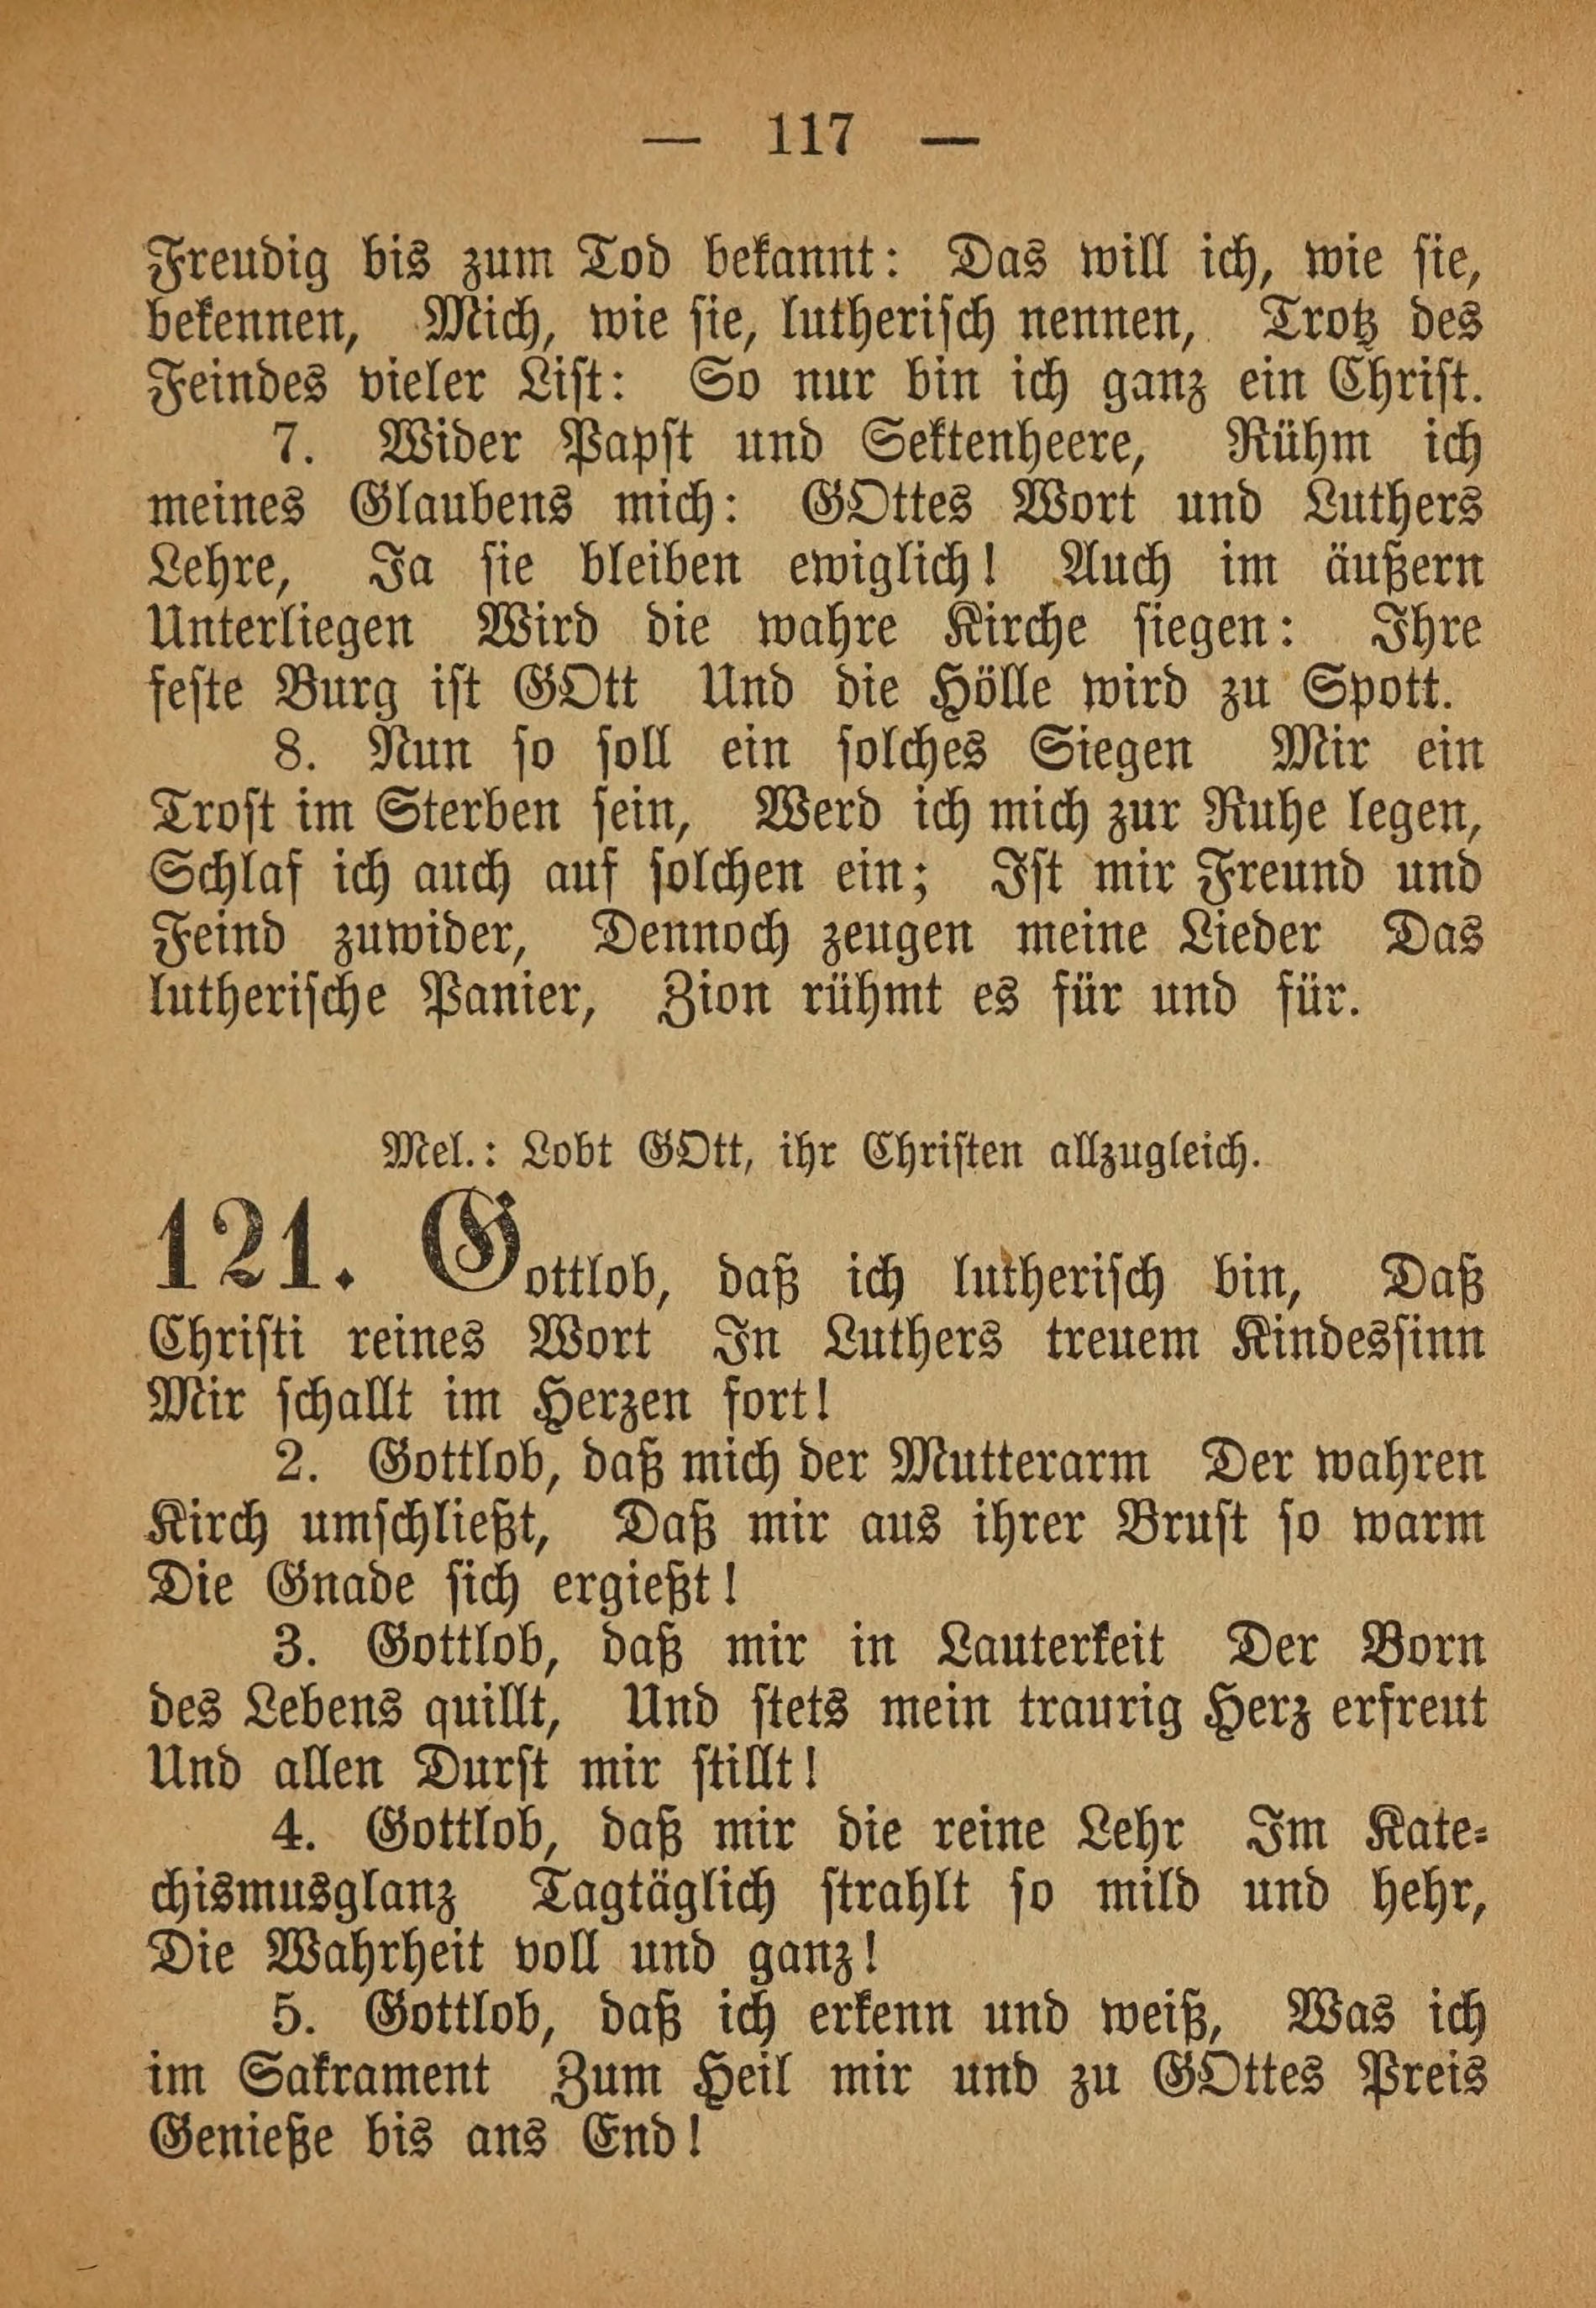 — 117 —
Freudig bis zum Tod bekannt: Das will ich, wie sie,
bekennen, Mich, wie sie, lutherisch nennen, Trotz des
Feindes vieler List: So nur bin ich ganz ein Christ.
7. Wider Papst und Sektenheere, Rühm ich
meines Glaubens mich: GOttes Wort und Luthers
Lehre, Ja sie bleiben ewiglich! Auch im äußern
Unterliegen Wird die wahre Kirche siegen: Ihre
feste Burg ist GOtt Und die Hölle wird zu Spott.
8. Nun so soll ein solches Siegen Mir ein
Trost im Sterben sein, Werd ich mich zur Ruhe legen,
Schlaf ich auch auf solchen ein; Ist mir Freund und
Feind zuwider, Dennoch zeugen meine Lieder Das
lutherische Panier, Zion rühmt es für und für.
Mel.: Lobt GOtt, ihr Christen allzugleich.
121. Gottlob, daß ich lutherisch bin, Daß
Christi reines Wort In Luthers treuem Kindessinn
Mir schallt im Herzen fort!
2. Gottlob, daß mich der Mutterarm Der wahren
Kirch umschließt, Daß mir aus ihrer Brust so warm
Die Gnade sich ergießt!
3. Gottlob, daß mir in Lauterkeit Der Born
des Lebens quillt, Und stets mein traurig Herz erfreut
Und allen Durst mir stillt!
4. Gottlob, daß mir die reine Lehr Im Kate-
chismusglanz Tagtäglich strahlt so mild und hehr,
Die Wahrheit voll und ganz!
5. Gottlob, daß ich erkenn und weiß, Was ich
im Sakrament Zum Heil mir und zu GOttes Preis
Genieße bis ans End!